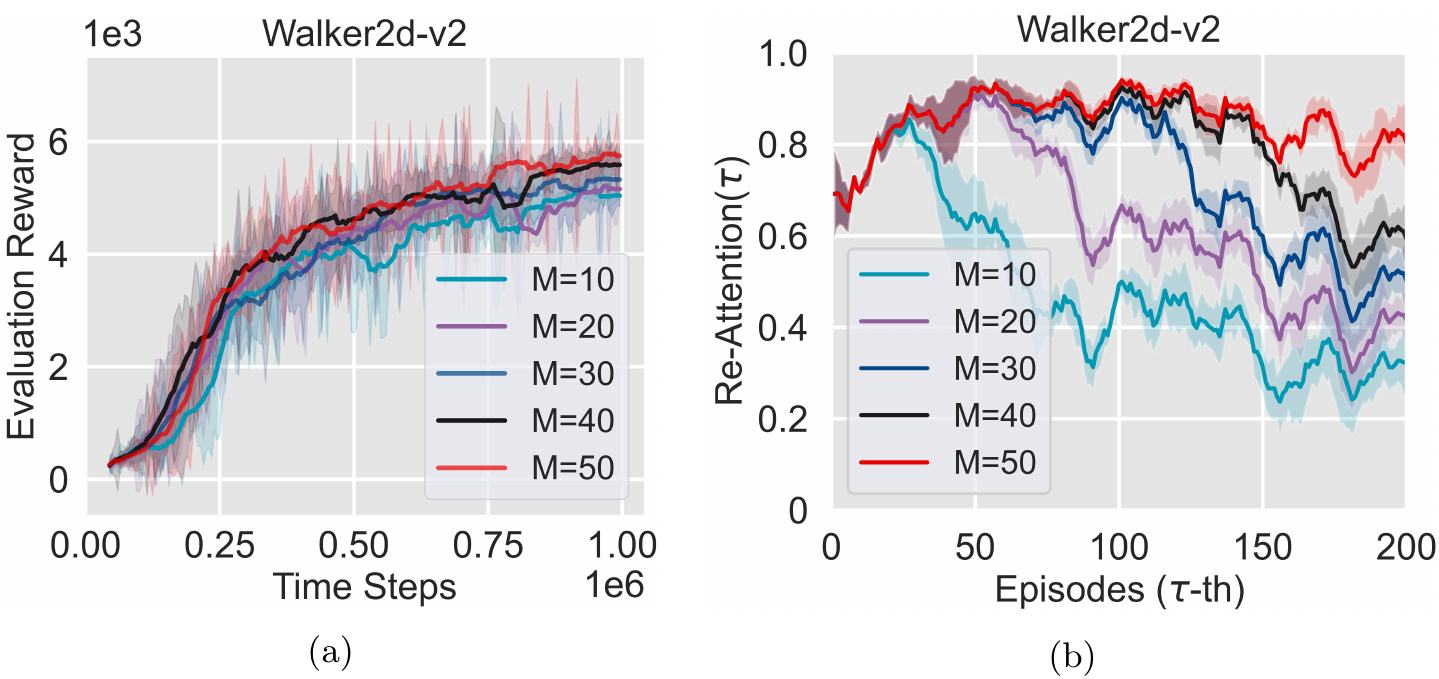 1e3
Walker2d-v2
Evaluation Reward
6
4
2
0
M=10
M=20
M=30
M=40
M=50
0.00 0.25 0.50 0.75 1.00
Time Steps
1e6
(a)
Walker2d-v2
Re-Attention(τ)
1.0
0.8
0.6
0.4
0.2
0
M=10
M=20
M=30
M=40
M=50
0 50 100 150 200
Episodes (τ-th)
(b)